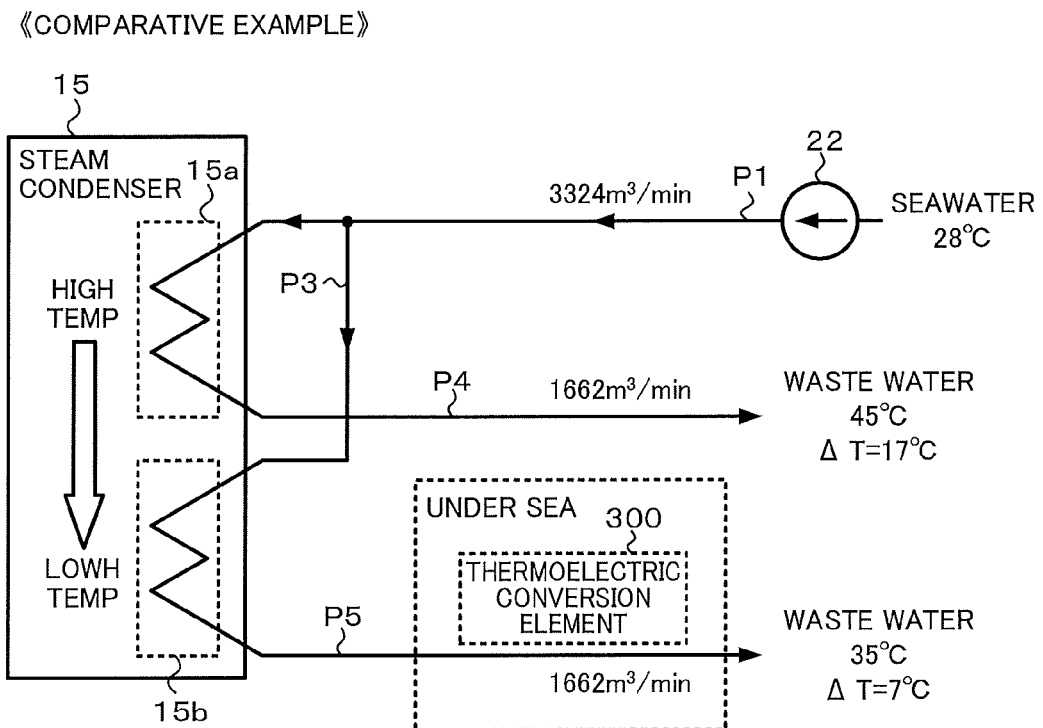 《COMPARATIVE EXAMPLE》
15
STEAM
CONDENSER
15a
22
P1
3324m³/min
SEAWATER
28℃
P3
HIGH
TEMP
P4
1662m³/min
WASTE WATER
45℃
Δ T=17℃
UNDER SEA
300
THERMOELECTRIC
CONVERSION
ELEMENT
LOWH
TEMP
P5
1662m³/min
WASTE WATER
35℃
Δ T=7℃
15b